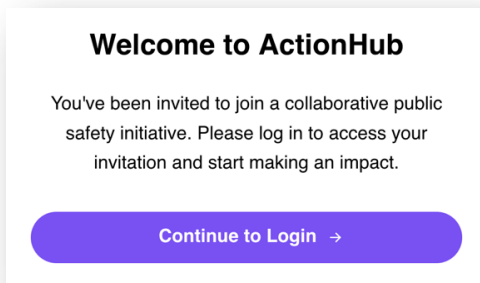 Welcome to ActionHub
You've been invited to join a collaborative public
safety initiative. Please log in to access your
invitation and start making an impact.
Continue to Login →